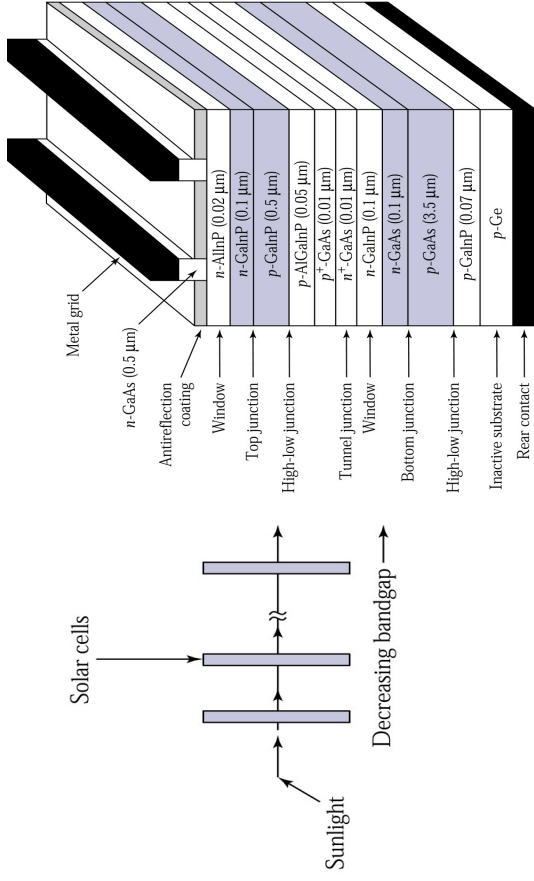 Sunlight
Solar cells
Decreasing bandgap
Metal grid
n-GaAs (0.5 μm)
Antireflection
coating
Window
Top junction
High-low junction
Tunnel junction
Window
Bottom junction
High-low junction
Inactive substrate
Rear contact
n-AlInP (0.02 μm)
n-GaInP (0.1 μm)
p-GaInP (0.5 μm)
p-AlGaInP (0.05 μm)
p⁺-GaAs (0.01 μm)
n⁺-GaAs (0.01 μm)
n-GaInP (0.1 μm)
n-GaAs (0.1 μm)
p-GaAs (3.5 μm)
p-GaInP (0.07 μm)
p-Ge